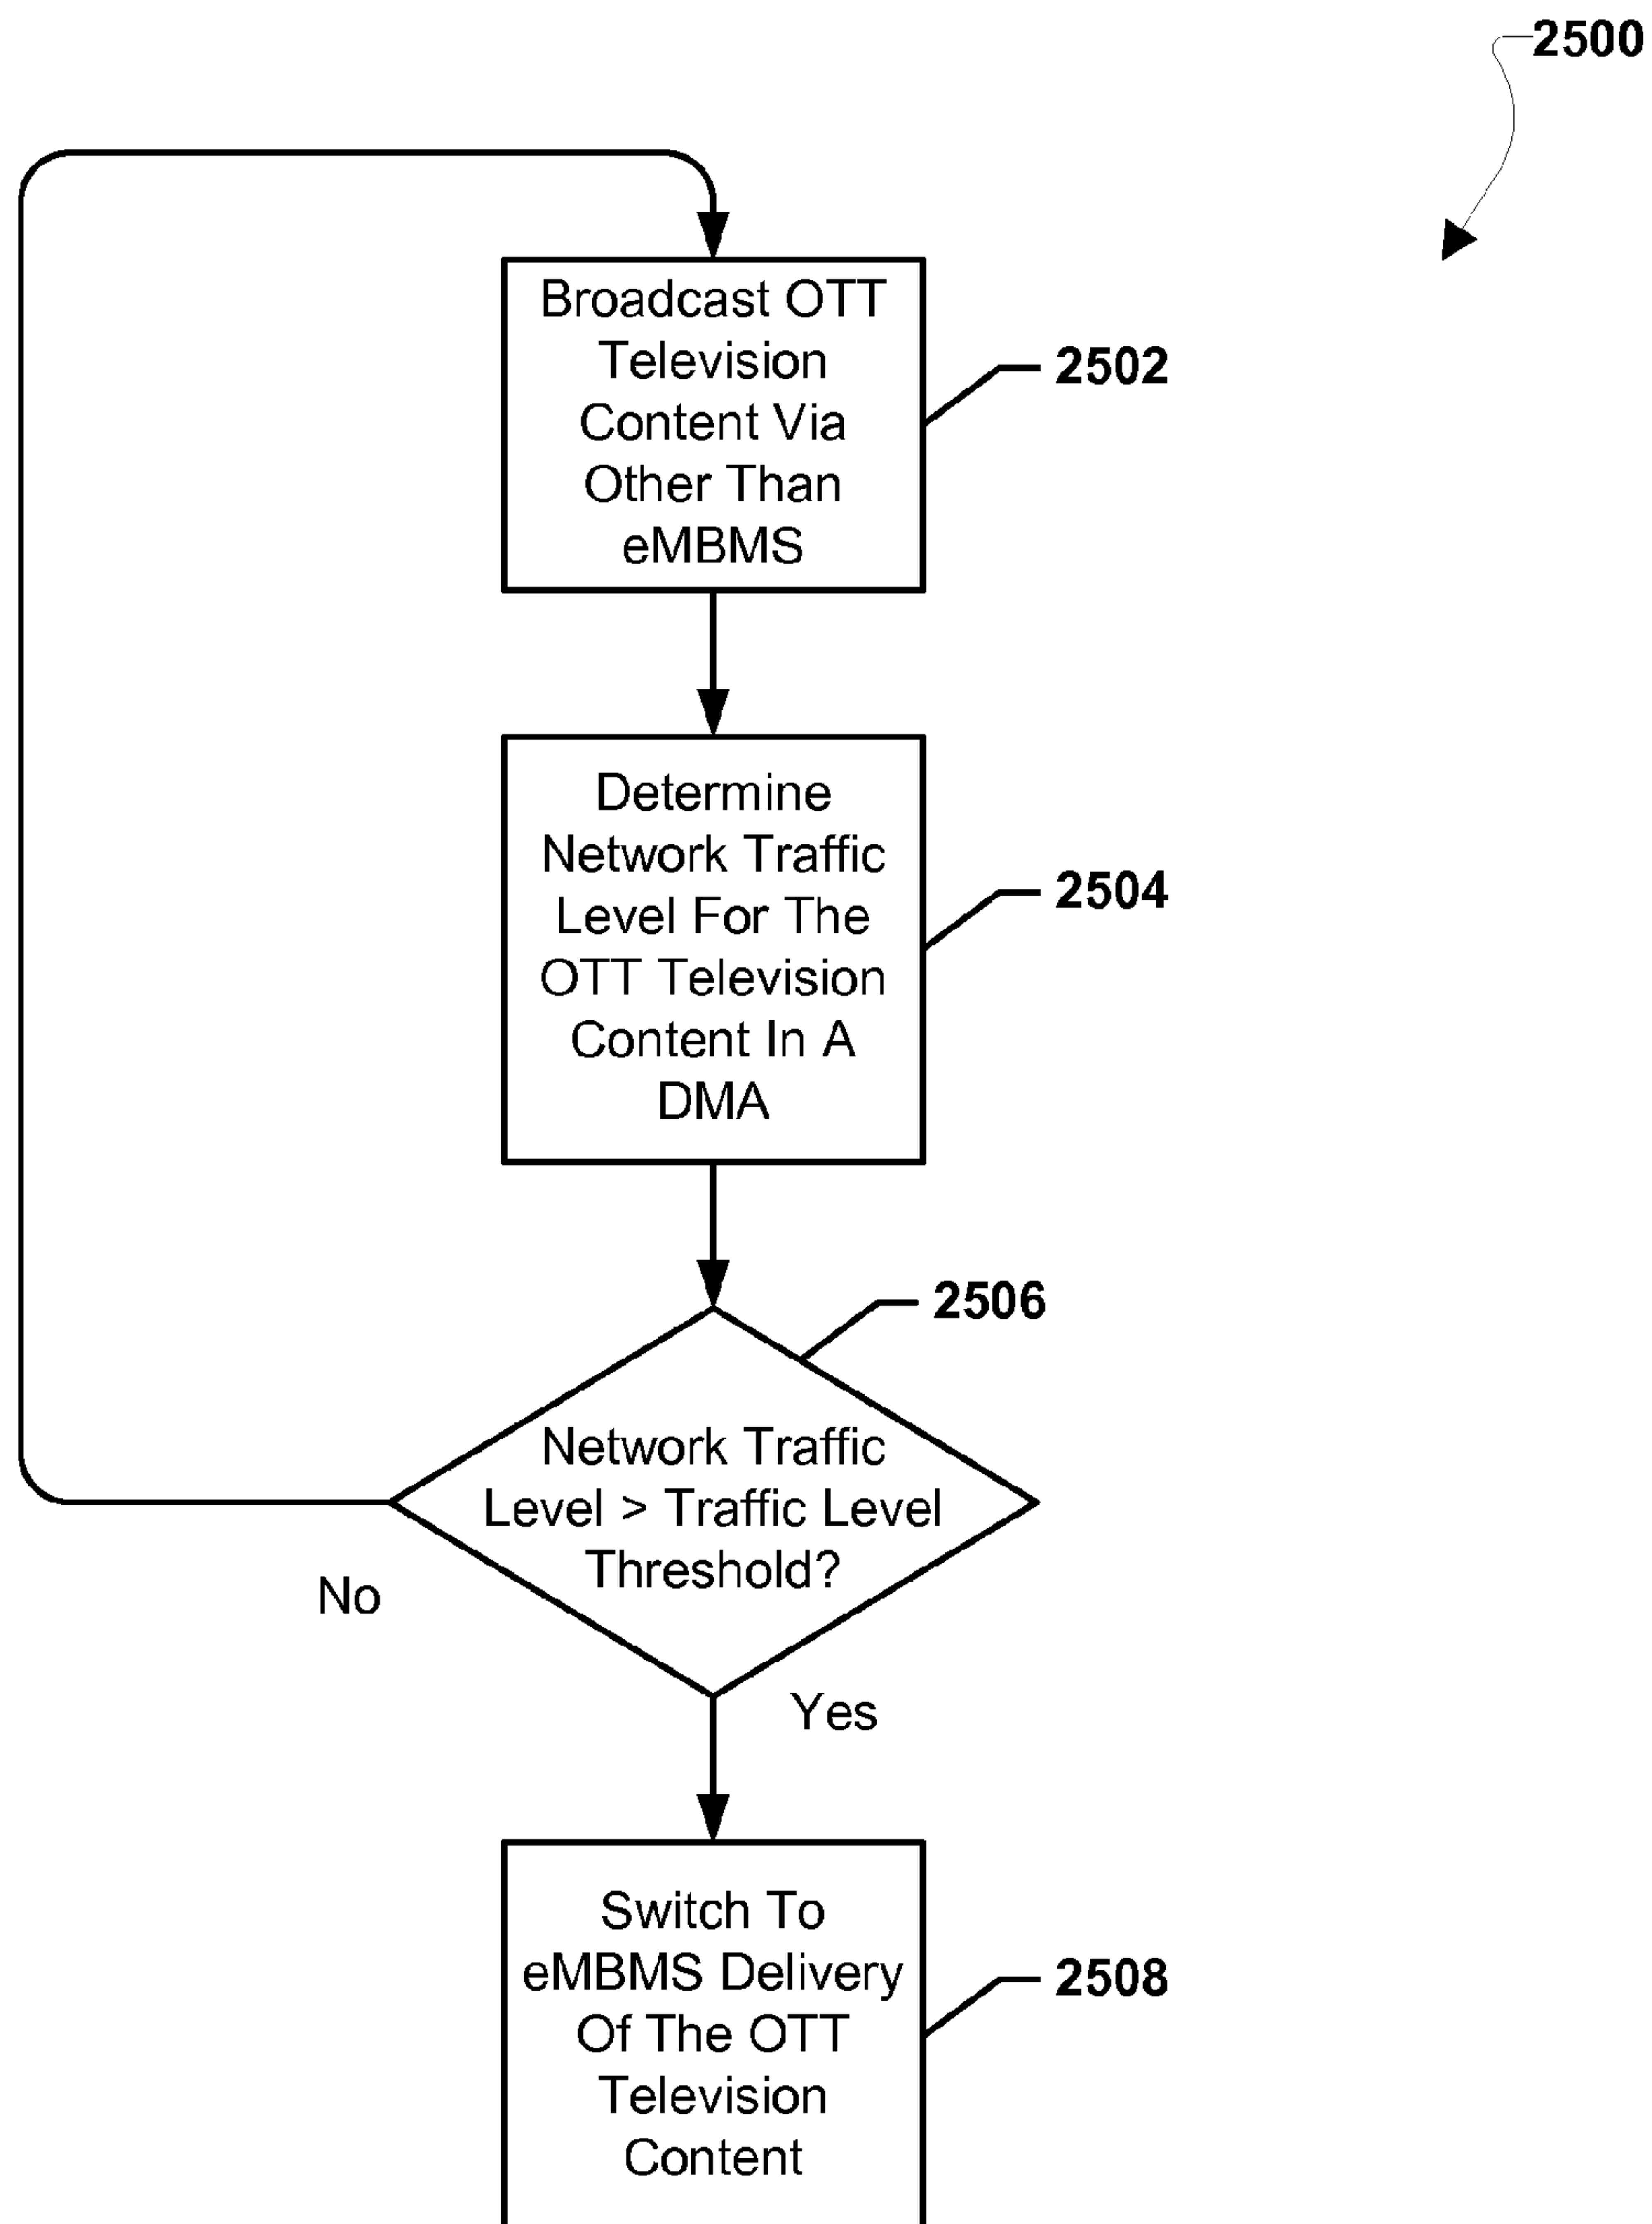 2500
Broadcast OTT
Television
Content Via
Other Than
eMBMS
2502
Determine
Network Traffic
Level For The
OTT Television
Content In A
DMA
2504
2506
Network Traffic
Level > Traffic Level
Threshold?
No
Yes
Switch To
eMBMS Delivery
Of The OTT
Television
Content
2508